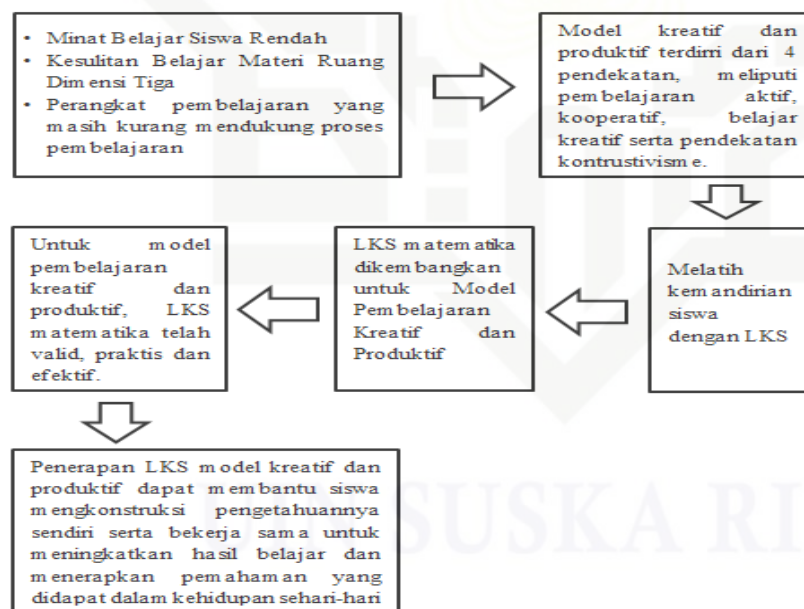 • Minat Belajar Siswa Rendah
• Kesulitan Belajar Materi Ruang
Dimensi Tiga
• Perangkat pembelajaran yang
masih kurang mendukung proses
pembelajaran
Model kreatif dan
produktif terdiri dari 4
pendekatan, meliputi
pembelajaran aktif,
kooperatif, belajar
kreatif serta pendekatan
kontrustivisme.
Melatih
kemandirian
siswa
dengan LKS
LKS matematika
dikembangkan
untuk Model
Pembelajaran
Kreatif dan
Produktif
Untuk model
pembelajaran
kreatif dan
produktif, LKS
matematika telah
valid, praktis dan
efektif.
Penerapan LKS model kreatif dan
produktif dapat membantu siswa
mengkonstruksi pengetahuannya
sendiri serta bekerja sama untuk
meningkatkan hasil belajar dan
menerapkan pemahaman yang
didapat dalam kehidupan sehari-hari
UIN SUSKA RI